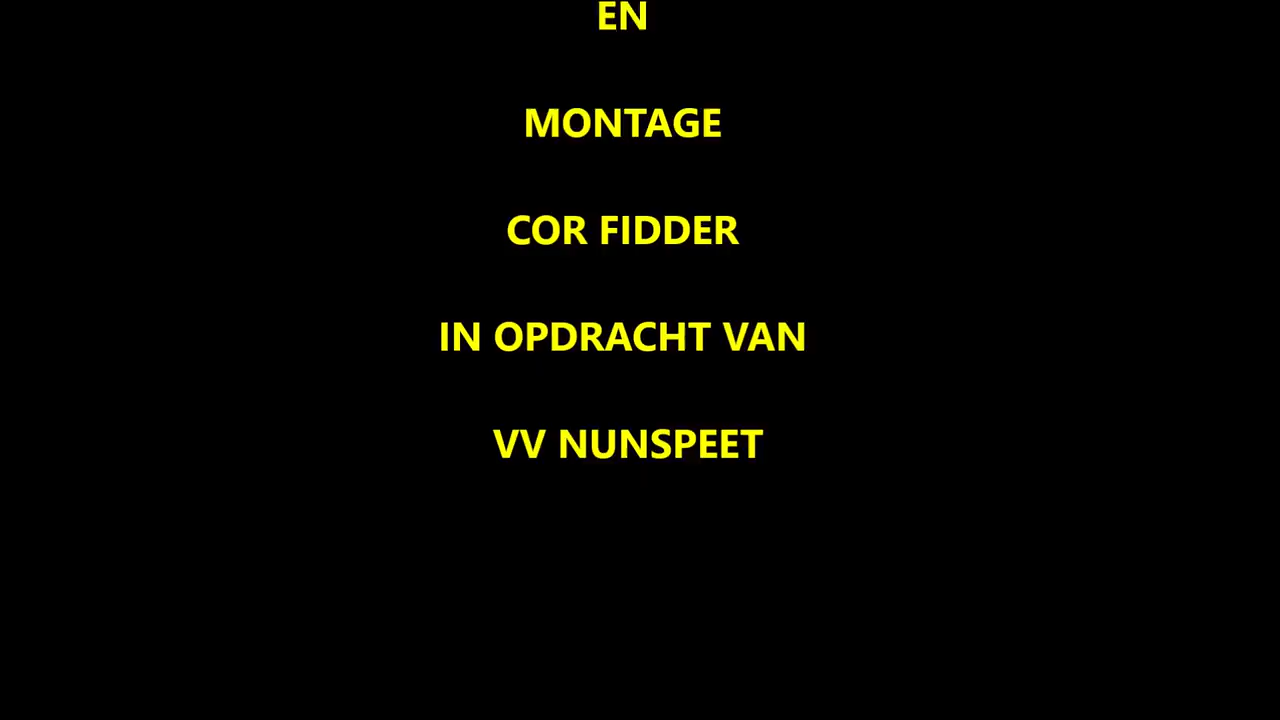 EN
MONTAGE
COR FIDDER
IN OPDRACHT VAN
VV NUNSPEET